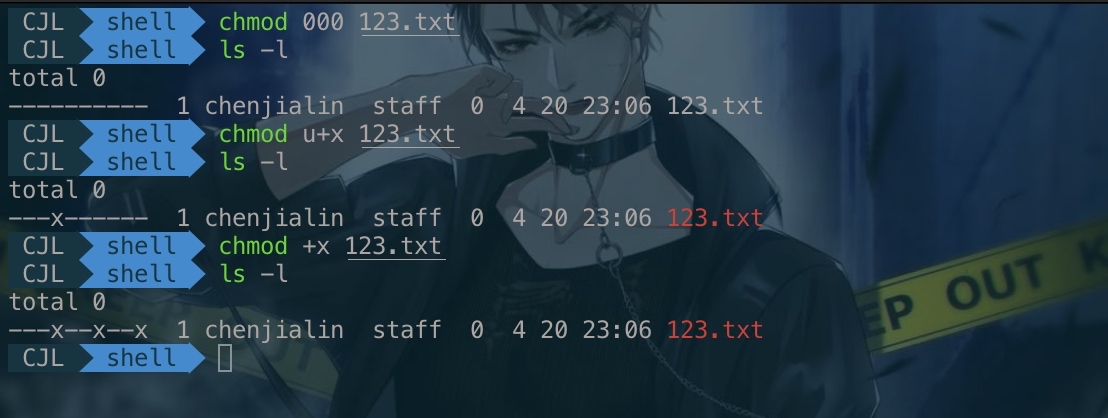 CJL shell chmod 000 123.txt
CJL shell ls -l
total 0
---------- 1 chenjialin staff 0 4 20 23:06 123.txt
CJL shell chmod u+x 123.txt
CJL shell ls -l
total 0
---x------ 1 chenjialin staff 0 4 20 23:06 123.txt
CJL shell chmod +x 123.txt
CJL shell ls -l
total 0
---x--x--x 1 chenjialin staff 0 4 20 23:06 123.txt
CJL shell
EP OUT K
OUT